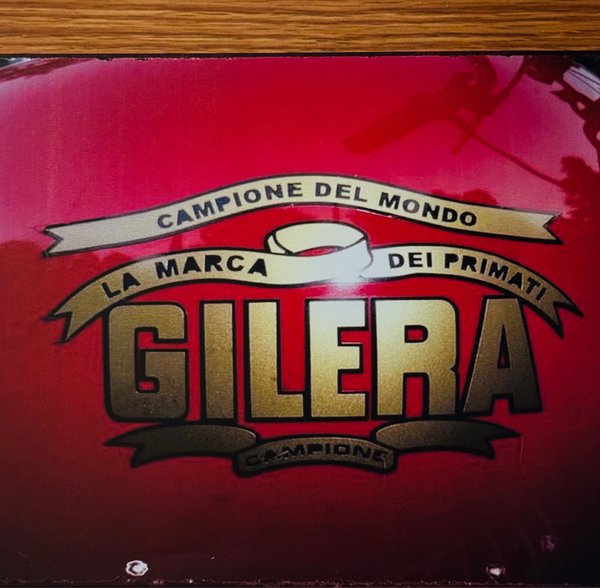 CAMPIONE DEL MONDO
LA MARCA DEI PRIMATI
GILERA
CAMPIONE